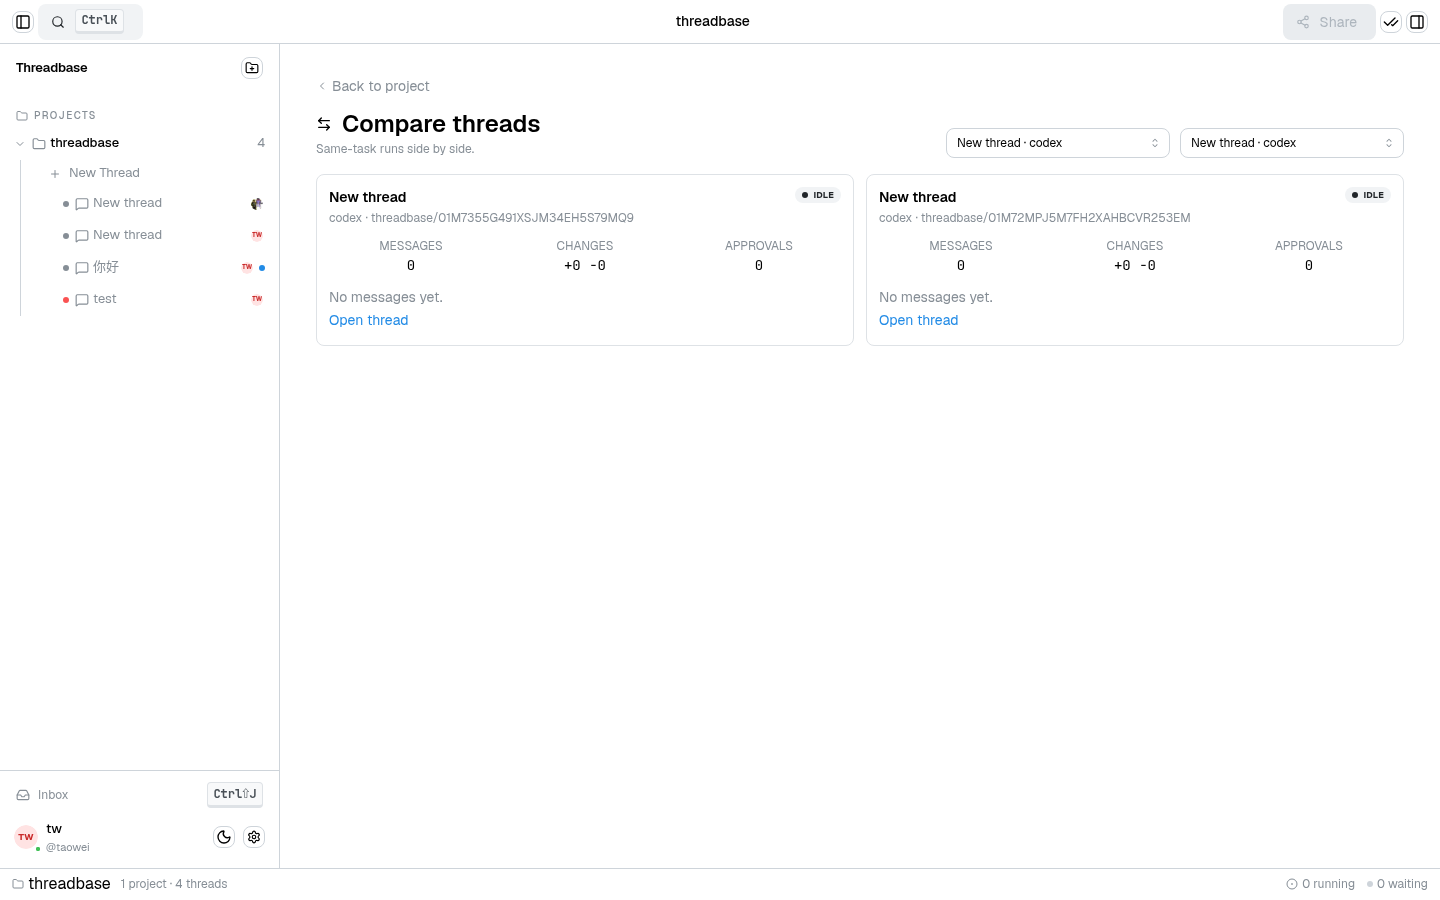 CtrlK
threadbase
Share
Threadbase
PROJECTS
threadbase 4
New Thread
New thread
New thread TW
你好 TW
test TW
Inbox Ctrl⇧J
TW
tw
@taowei
Back to project
Compare threads
Same-task runs side by side.
New thread · codex
New thread · codex
New thread IDLE
codex · threadbase/01M7355G491XSJM34EH5S79MQ9
MESSAGES CHANGES APPROVALS
0 +0 -0 0
No messages yet.
Open thread
New thread IDLE
codex · threadbase/01M72MPJ5M7FH2XAHBCVR253EM
MESSAGES CHANGES APPROVALS
0 +0 -0 0
No messages yet.
Open thread
threadbase 1 project · 4 threads
0 running 0 waiting